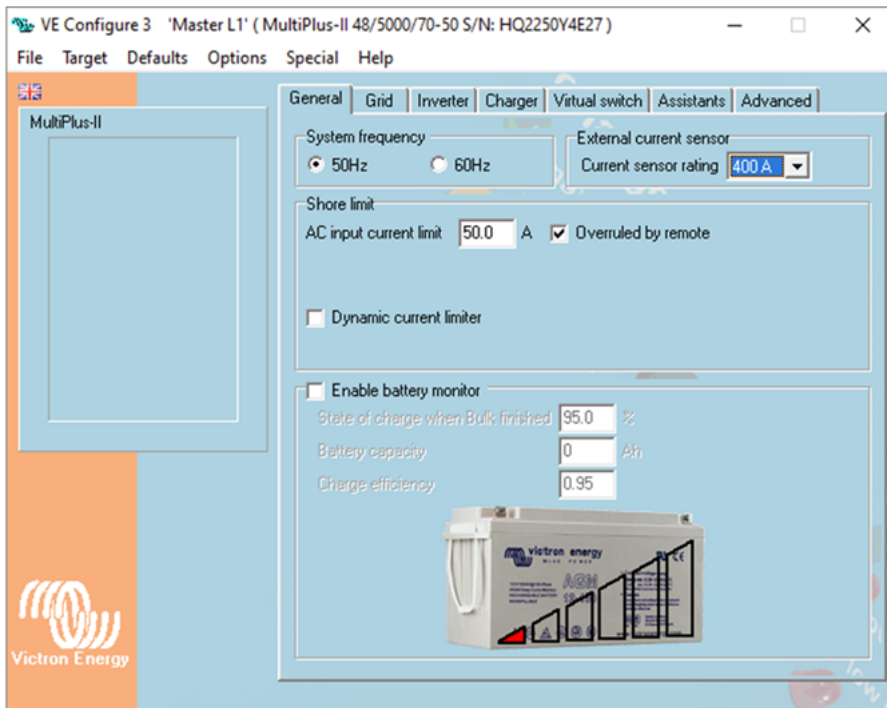 VE Configure 3 'Master L1' ( MultiPlus-II 48/5000/70-50 S/N: HQ2250Y4E27 )
File Target Defaults Options Special Help
MultiPlus-II
General Grid Inverter Charger Virtual switch Assistants Advanced
System frequency
50Hz 60Hz
External current sensor
Current sensor rating 400 A
Shore limit
AC input current limit 50.0 A Overruled by remote
Dynamic current limiter
Enable battery monitor
State of charge when Bulk finished 95.0 %
Battery capacity 0 Ah
Charge efficiency 0.95
victron energy
BLUE POWER
AGM
Victron Energy
low